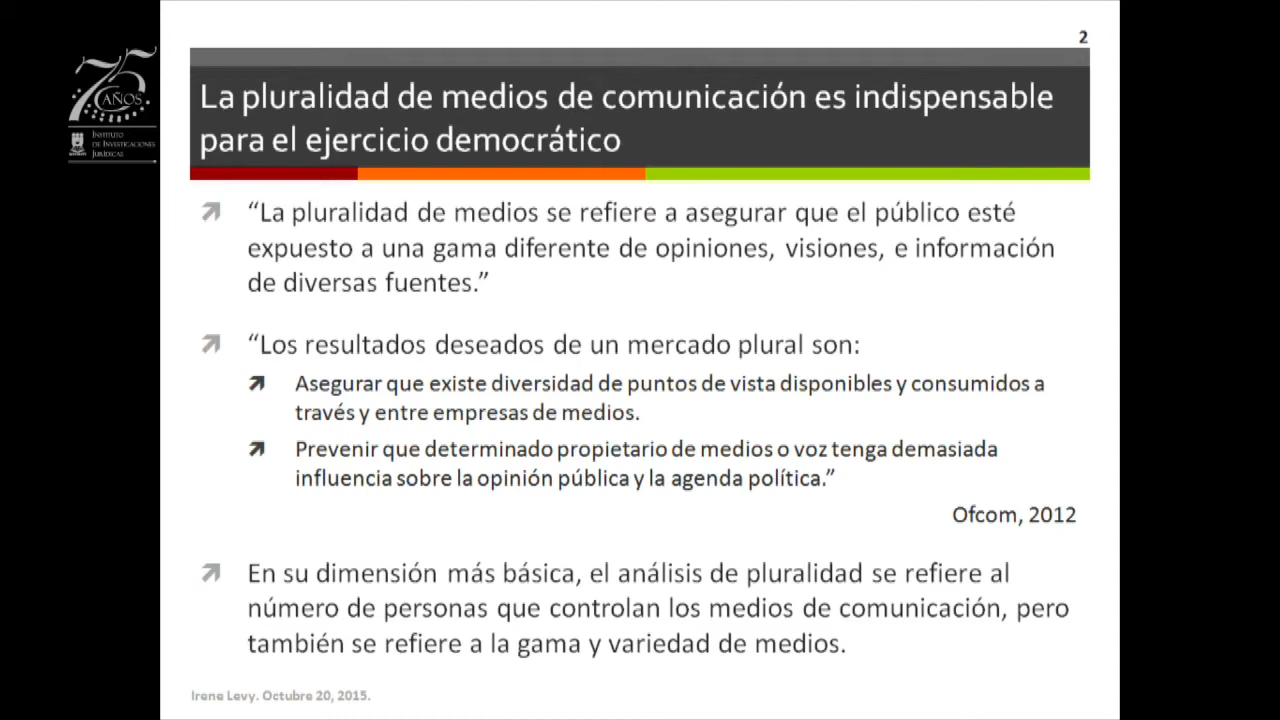 2
75
AÑOS
INSTITUTO
DE INVESTIGACIONES
JURÍDICAS
La pluralidad de medios de comunicación es indispensable
para el ejercicio democrático
“La pluralidad de medios se refiere a asegurar que el público esté
expuesto a una gama diferente de opiniones, visiones, e información
de diversas fuentes.”
“Los resultados deseados de un mercado plural son:
Asegurar que existe diversidad de puntos de vista disponibles y consumidos a
través y entre empresas de medios.
Prevenir que determinado propietario de medios o voz tenga demasiada
influencia sobre la opinión pública y la agenda política.”
Ofcom, 2012
En su dimensión más básica, el análisis de pluralidad se refiere al
número de personas que controlan los medios de comunicación, pero
también se refiere a la gama y variedad de medios.
Irene Levy. Octubre 20, 2015.